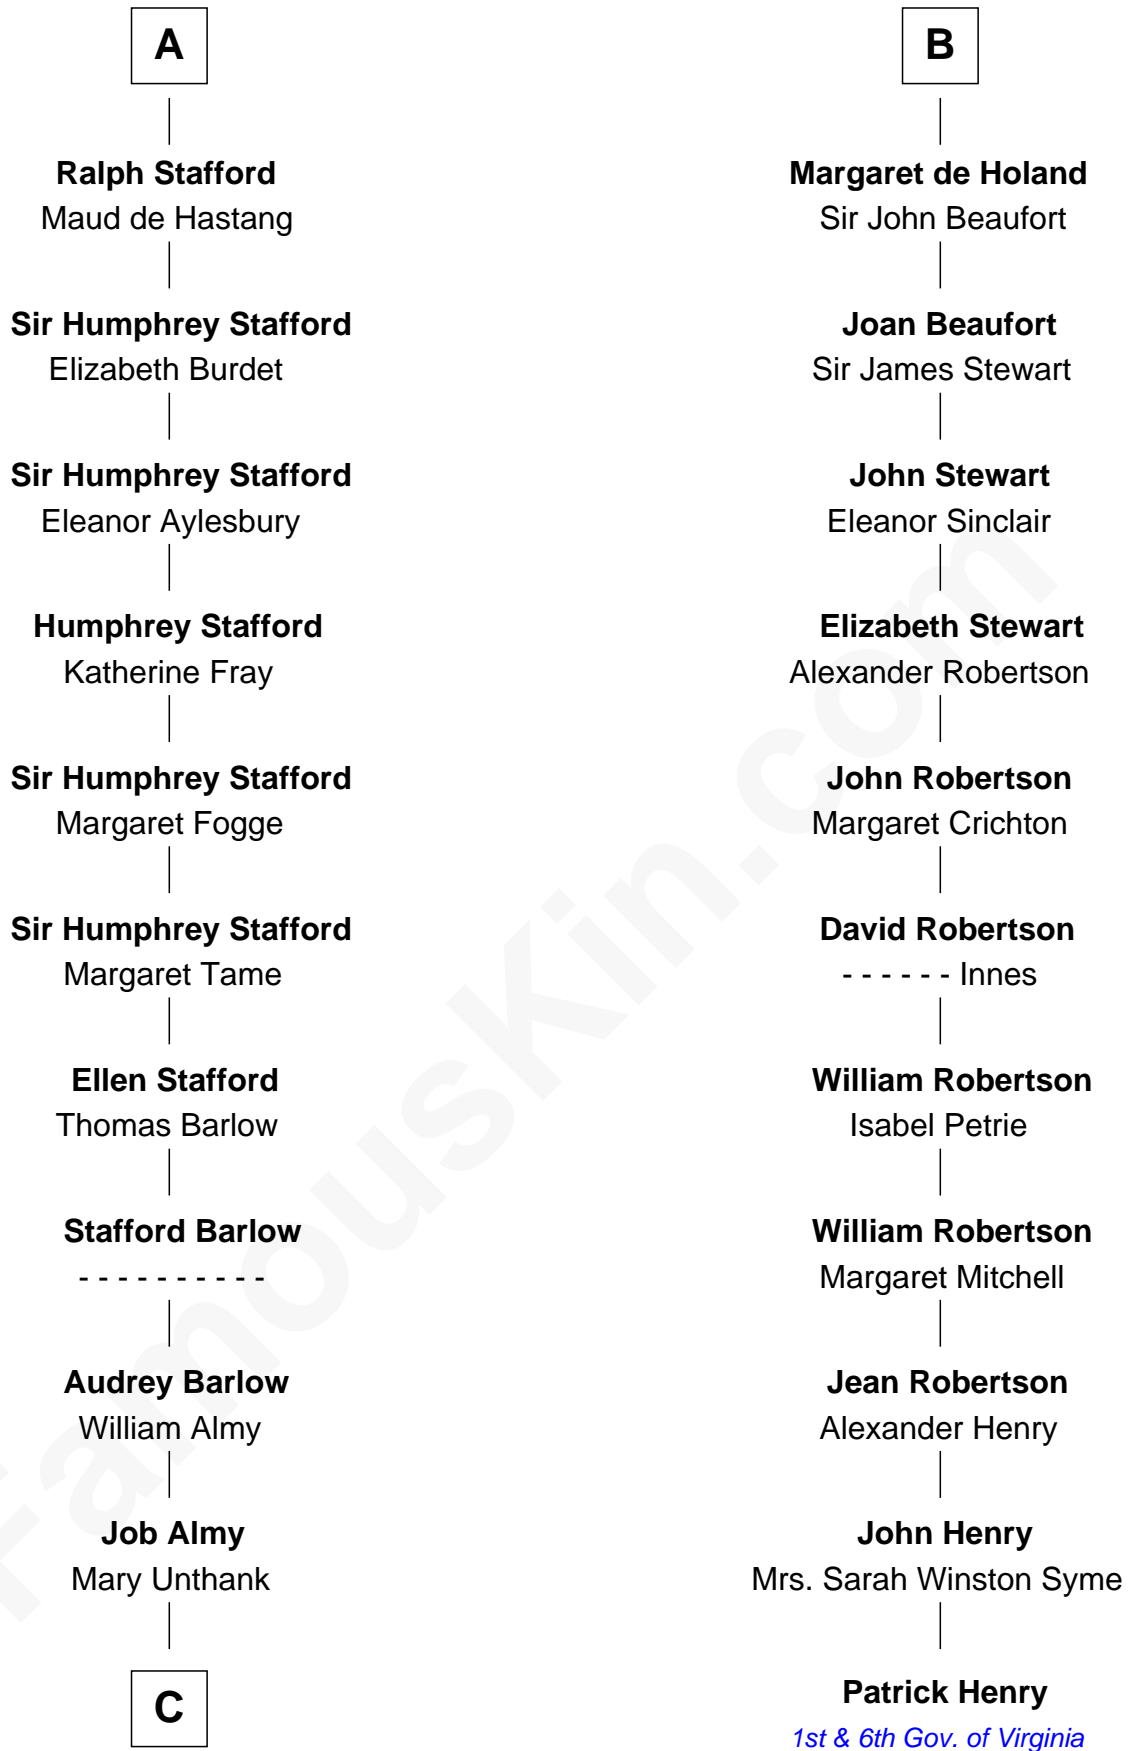 A
Ralph Stafford
Maud de Hastang
Sir Humphrey Stafford
Elizabeth Burdet
Sir Humphrey Stafford
Eleanor Aylesbury
Humphrey Stafford
Katherine Fray
Sir Humphrey Stafford
Margaret Fogge
Sir Humphrey Stafford
Margaret Tame
Ellen Stafford
Thomas Barlow
Stafford Barlow
- - - - - - - - - -
Audrey Barlow
William Almy
Job Almy
Mary Unthank
C
B
Margaret de Holand
Sir John Beaufort
Joan Beaufort
Sir James Stewart
John Stewart
Eleanor Sinclair
Elizabeth Stewart
Alexander Robertson
John Robertson
Margaret Crichton
David Robertson
- - - - - - Innes
William Robertson
Isabel Petrie
William Robertson
Margaret Mitchell
Jean Robertson
Alexander Henry
John Henry
Mrs. Sarah Winston Syme
Patrick Henry
1st & 6th Gov. of Virginia
FamousKin.com